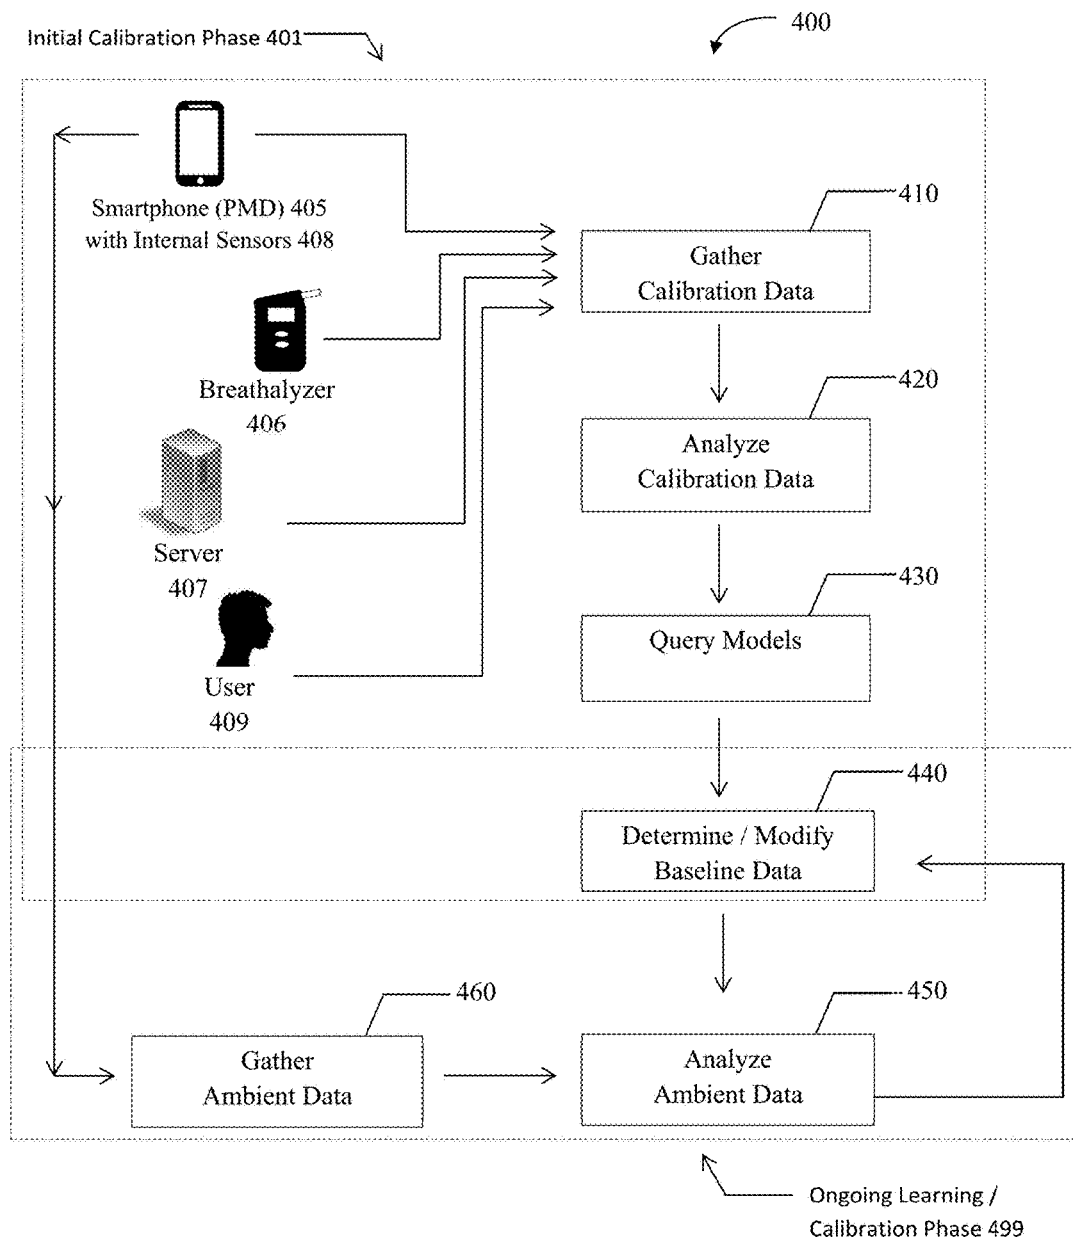 400
Initial Calibration Phase 401
Smartphone (PMD) 405
with Internal Sensors 408
410
Gather
Calibration Data
Breathalyzer
406
420
Analyze
Calibration Data
Server
407
430
Query Models
User
409
440
Determine / Modify
Baseline Data
460
Gather
Ambient Data
450
Analyze
Ambient Data
Ongoing Learning /
Calibration Phase 499